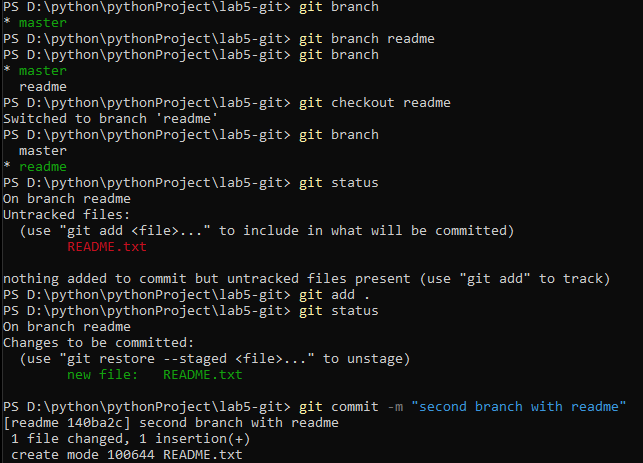 PS D:\python\pythonProject\lab5-git> git branch
* master
PS D:\python\pythonProject\lab5-git> git branch readme
PS D:\python\pythonProject\lab5-git> git branch
* master
  readme
PS D:\python\pythonProject\lab5-git> git checkout readme
Switched to branch 'readme'
PS D:\python\pythonProject\lab5-git> git branch
  master
* readme
PS D:\python\pythonProject\lab5-git> git status
On branch readme
Untracked files:
  (use "git add <file>..." to include in what will be committed)
        README.txt

nothing added to commit but untracked files present (use "git add" to track)
PS D:\python\pythonProject\lab5-git> git add .
PS D:\python\pythonProject\lab5-git> git status
On branch readme
Changes to be committed:
  (use "git restore --staged <file>..." to unstage)
        new file:   README.txt

PS D:\python\pythonProject\lab5-git> git commit -m "second branch with readme"
[readme 140ba2c] second branch with readme
 1 file changed, 1 insertion(+)
 create mode 100644 README.txt